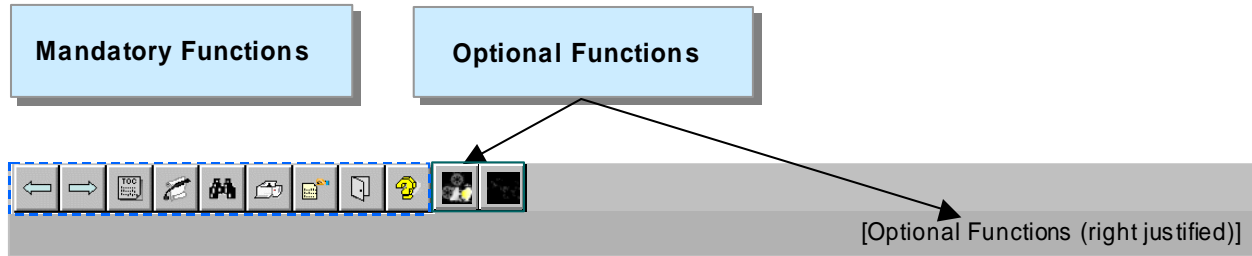 Mandatory Functions
Optional Functions
TOC
[Optional Functions (right justified)]